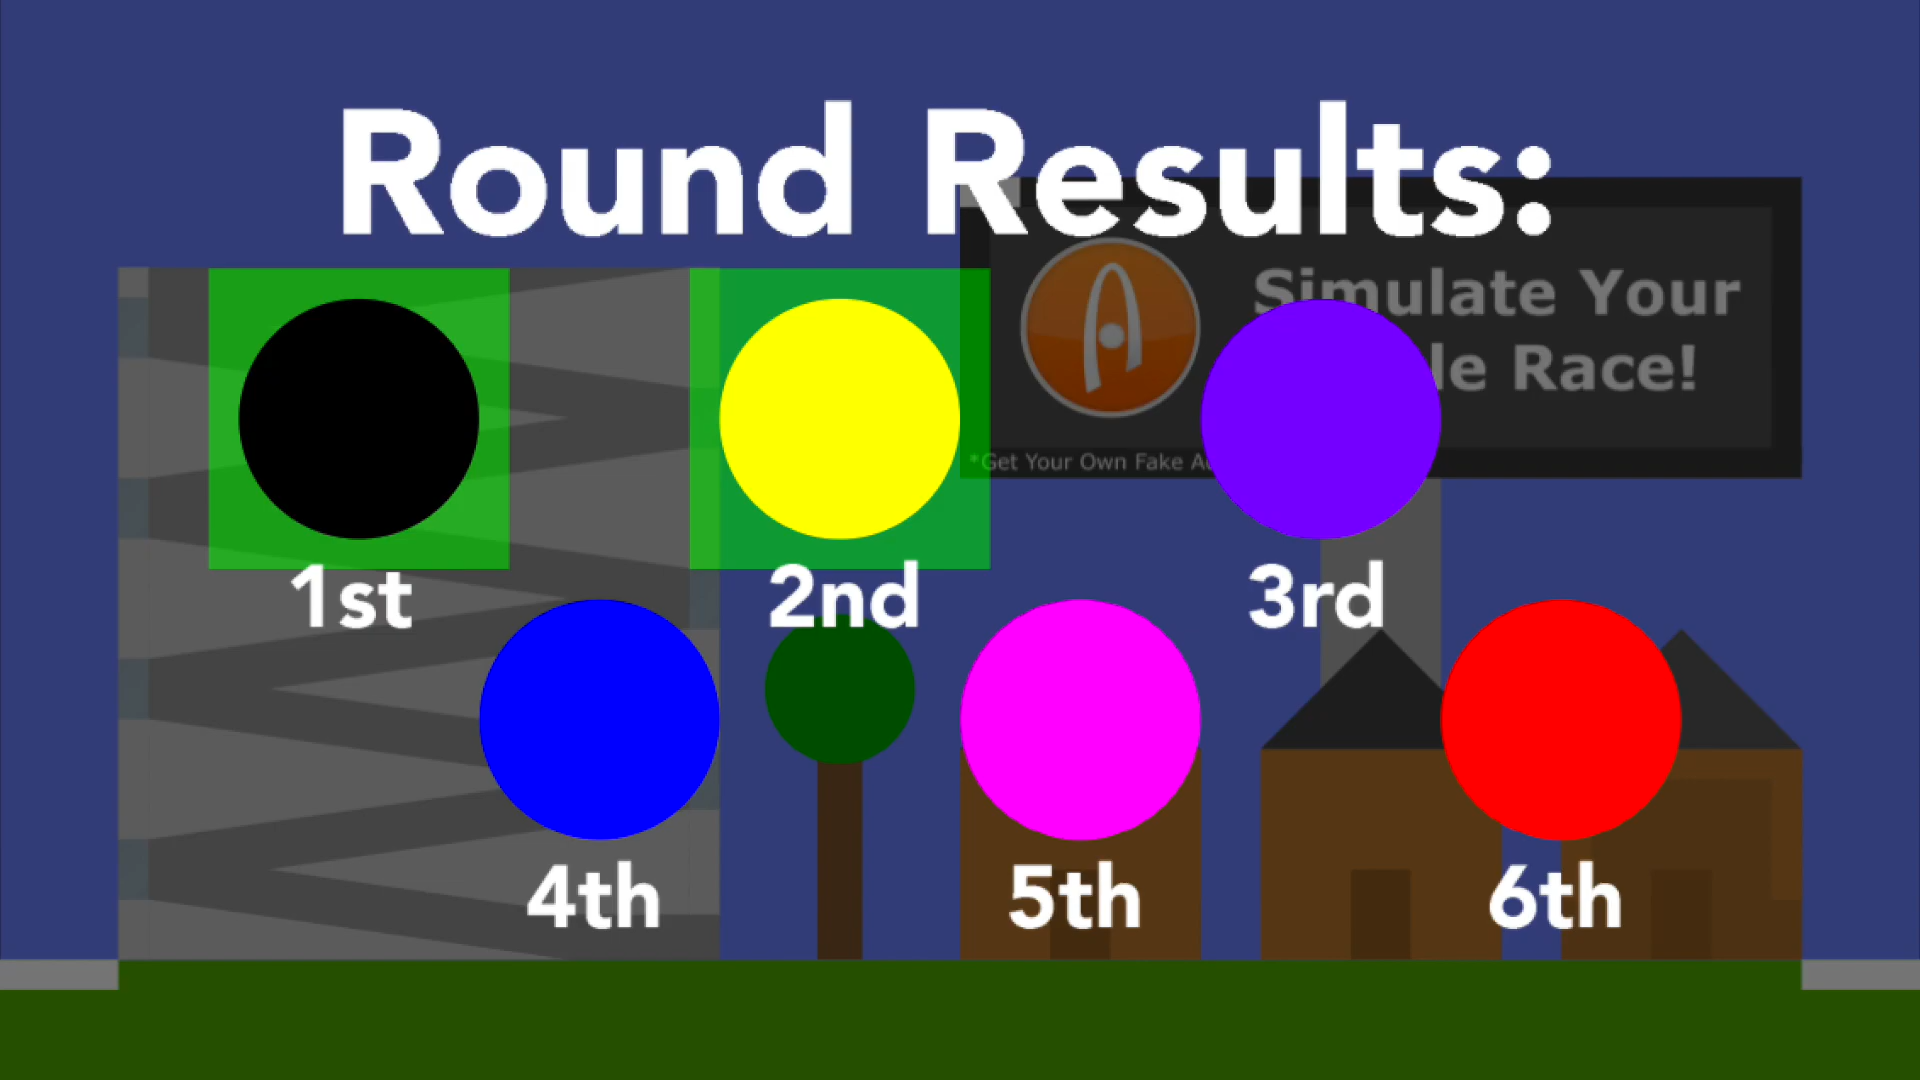 Round Results:
Simulate Your
le Race!
*Get Your Own Fake
1st
2nd
3rd
4th
5th
6th